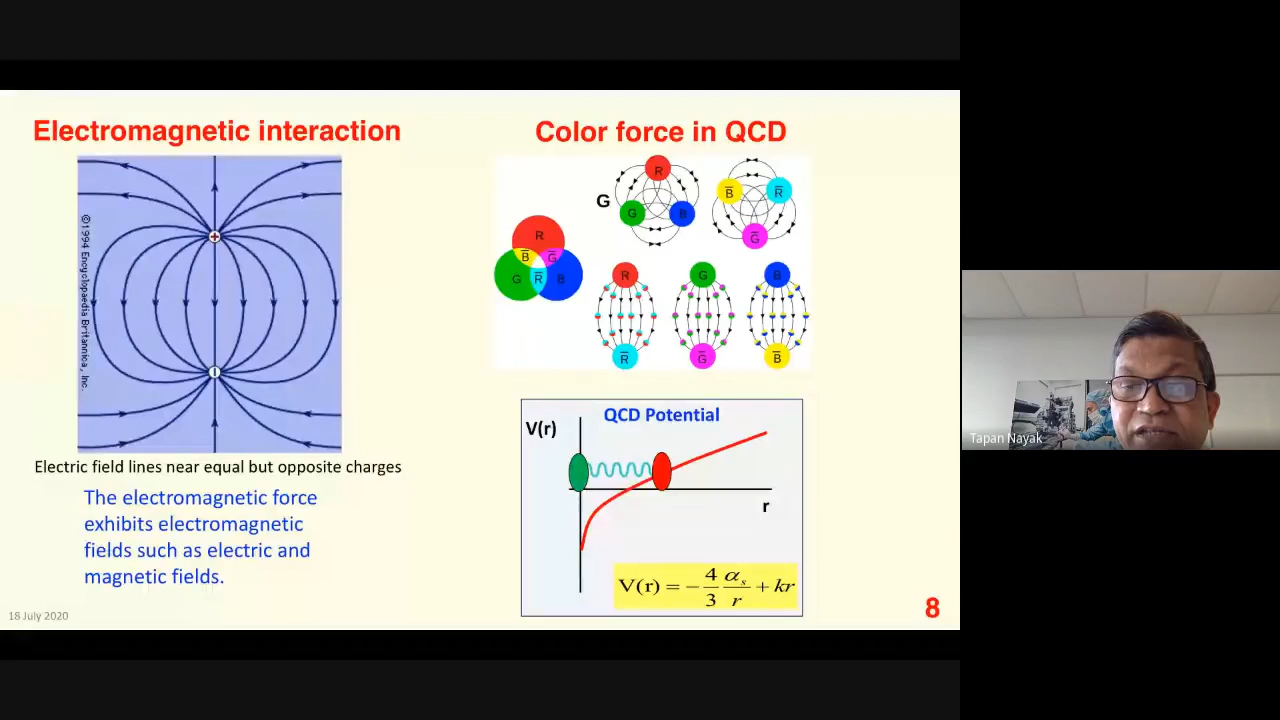 Electromagnetic interaction
©1994 Encyclopaedia Britannica, Inc.
+
Electric field lines near equal but opposite charges
The electromagnetic force
exhibits electromagnetic
fields such as electric and
magnetic fields.
18 July 2020
Color force in QCD
R
B̅ G̅
G R̅ B
G
R
G B
B̅ R̅
G̅
R G B
R̅ G̅ B̅
QCD Potential
V(r)
r
V(r) = − 4/3 αs/r + kr
8
Tapan Nayak